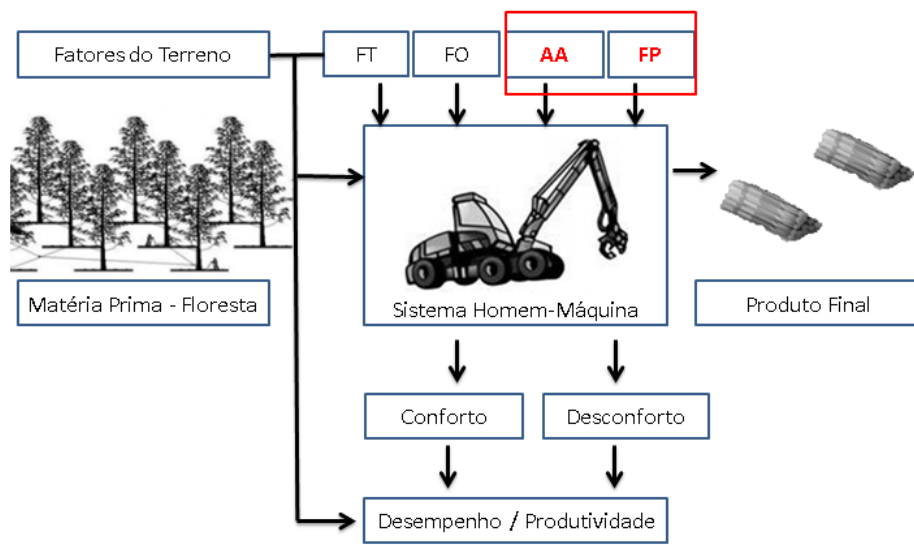 Fatores do Terreno
FT
FO
AA
FP
Matéria Prima - Floresta
Sistema Homem-Máquina
Produto Final
Conforto
Desconforto
Desempenho / Produtividade